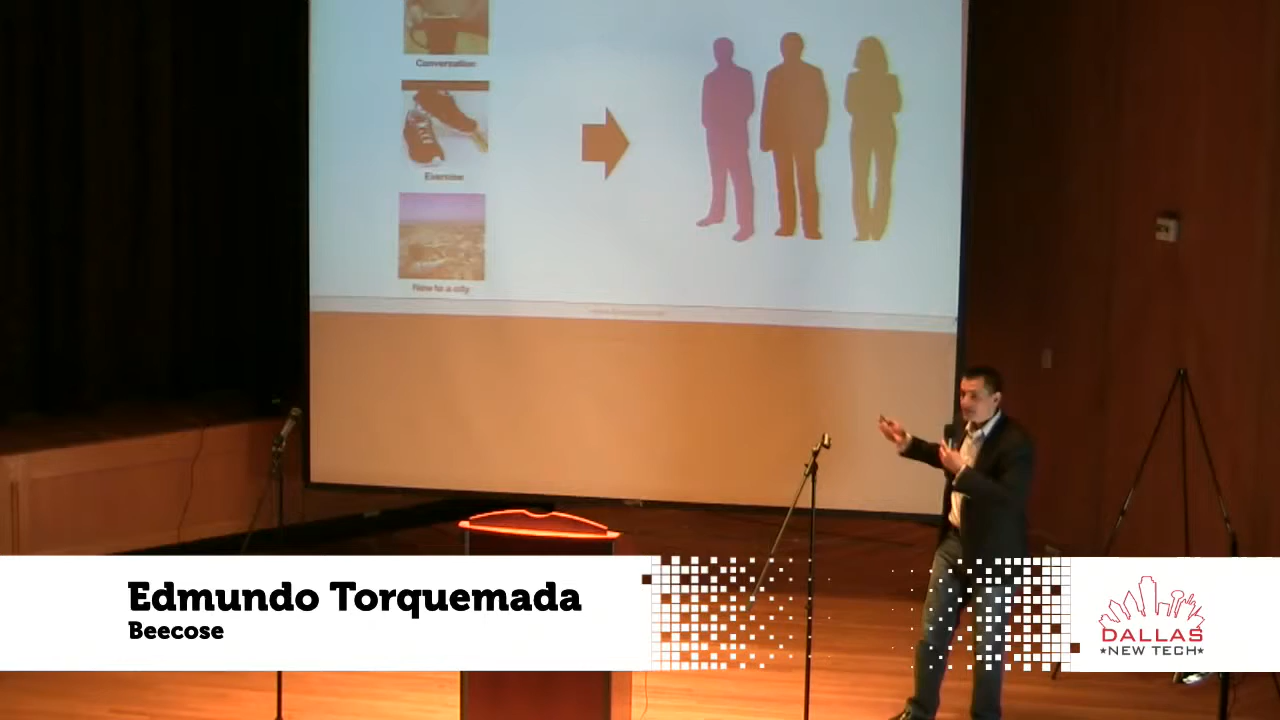 Conversation
Exercise
New to a city
Edmundo Torquemada
Beecose
DALLAS
★NEW TECH★